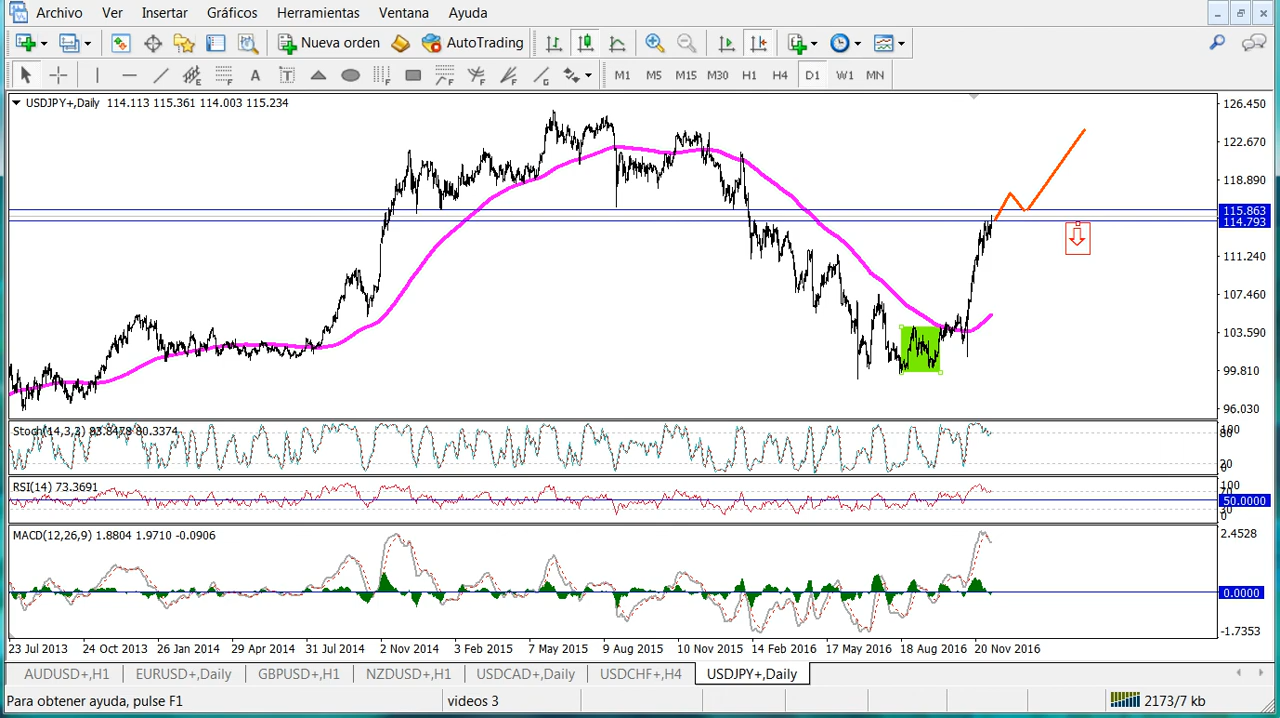 Archivo Ver Insertar Gráficos Herramientas Ventana Ayuda
Nueva orden AutoTrading
A T E F F M1 M5 M15 M30 H1 H4 D1 W1 MN
USDJPY+,Daily 114.113 115.361 114.003 115.234
126.450
122.670
118.890
115.863
114.793
111.240
107.460
103.590
99.810
96.030
Stoch(14,3,3) 83.8478 80.3374
100
80
20
0
RSI(14) 73.3691
100
70
50.0000
30
0
MACD(12,26,9) 1.8804 1.9710 -0.0906
2.4528
0.0000
-1.7353
23 Jul 2013 24 Oct 2013 26 Jan 2014 29 Apr 2014 31 Jul 2014 2 Nov 2014 3 Feb 2015 7 May 2015 9 Aug 2015 10 Nov 2015 14 Feb 2016 17 May 2016 18 Aug 2016 20 Nov 2016
AUDUSD+,H1 EURUSD+,Daily GBPUSD+,H1 NZDUSD+,H1 USDCAD+,Daily USDCHF+,H4 USDJPY+,Daily
Para obtener ayuda, pulse F1 videos 3 2173/7 kb